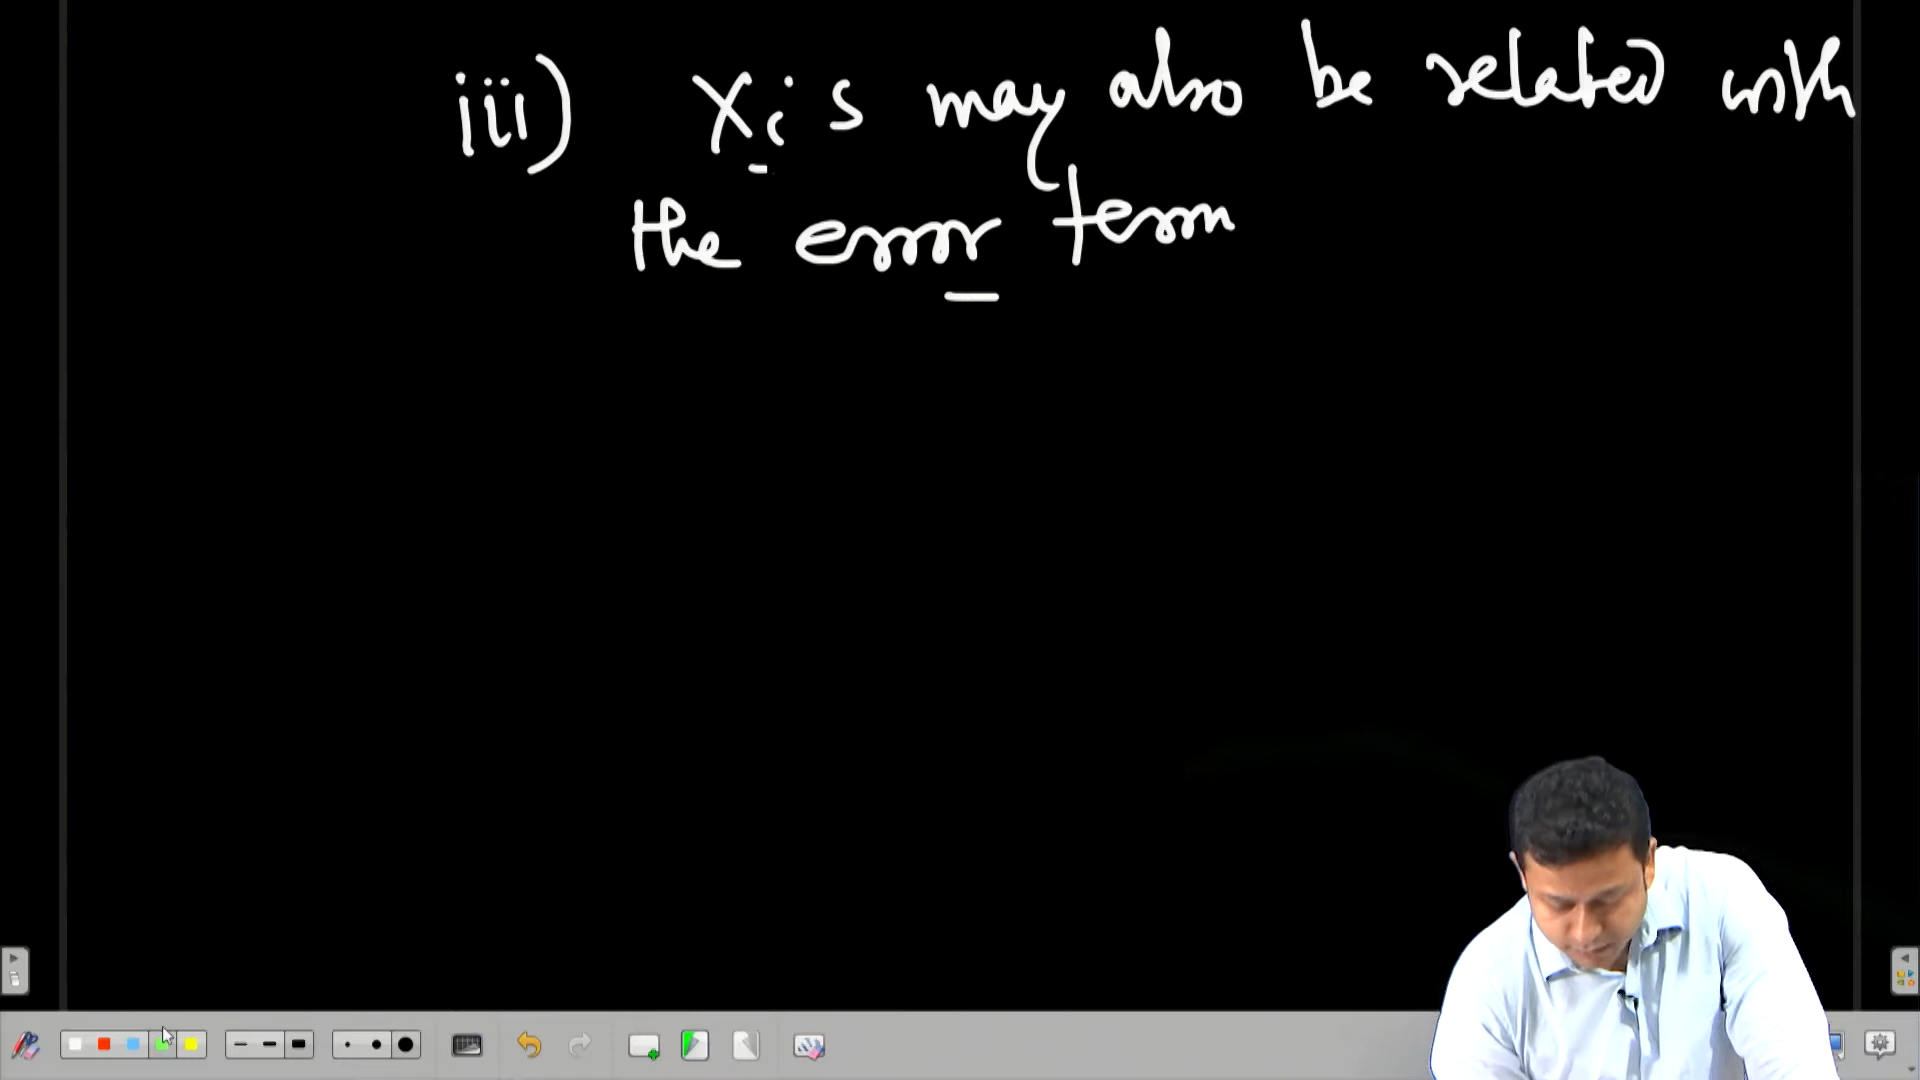 iii) Xi s may also be related with
the error term